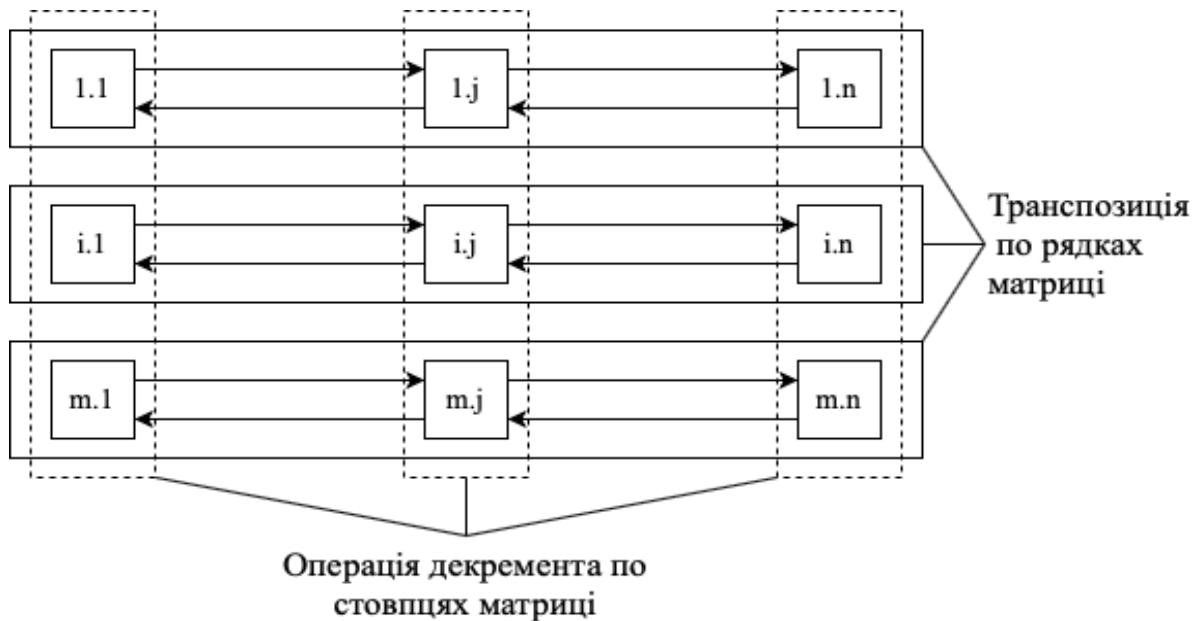 1.1 1.j 1.n
i.1 i.j i.n
Транспозиція
по рядках
матриці
m.1 m.j m.n
Операція декремента по
стовпцях матриці